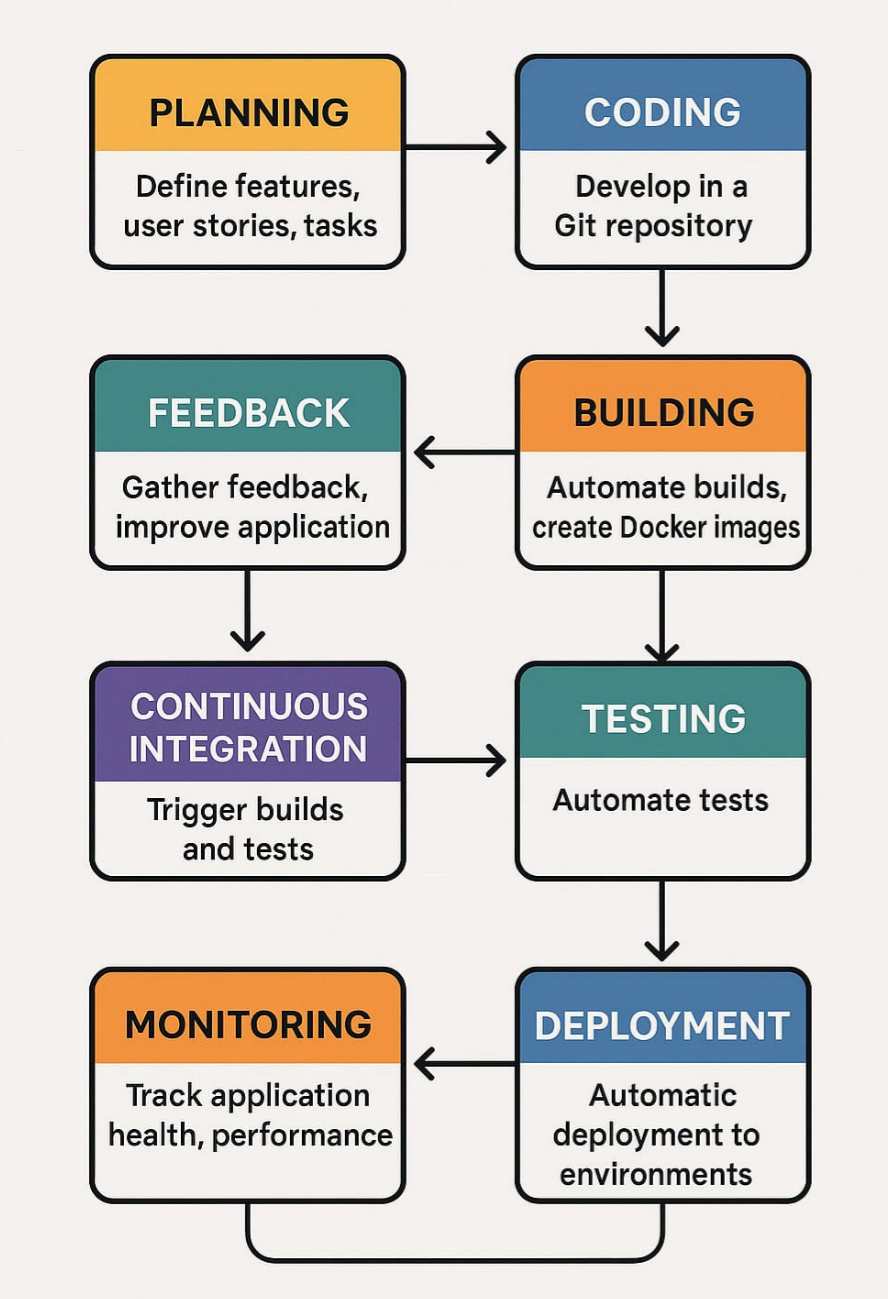 PLANNING
Define features,
user stories, tasks
CODING
Develop in a
Git repository
FEEDBACK
Gather feedback,
improve application
BUILDING
Automate builds,
create Docker images
CONTINUOUS
INTEGRATION
Trigger builds
and tests
TESTING
Automate tests
MONITORING
Track application
health, performance
DEPLOYMENT
Automatic
deployment to
environments